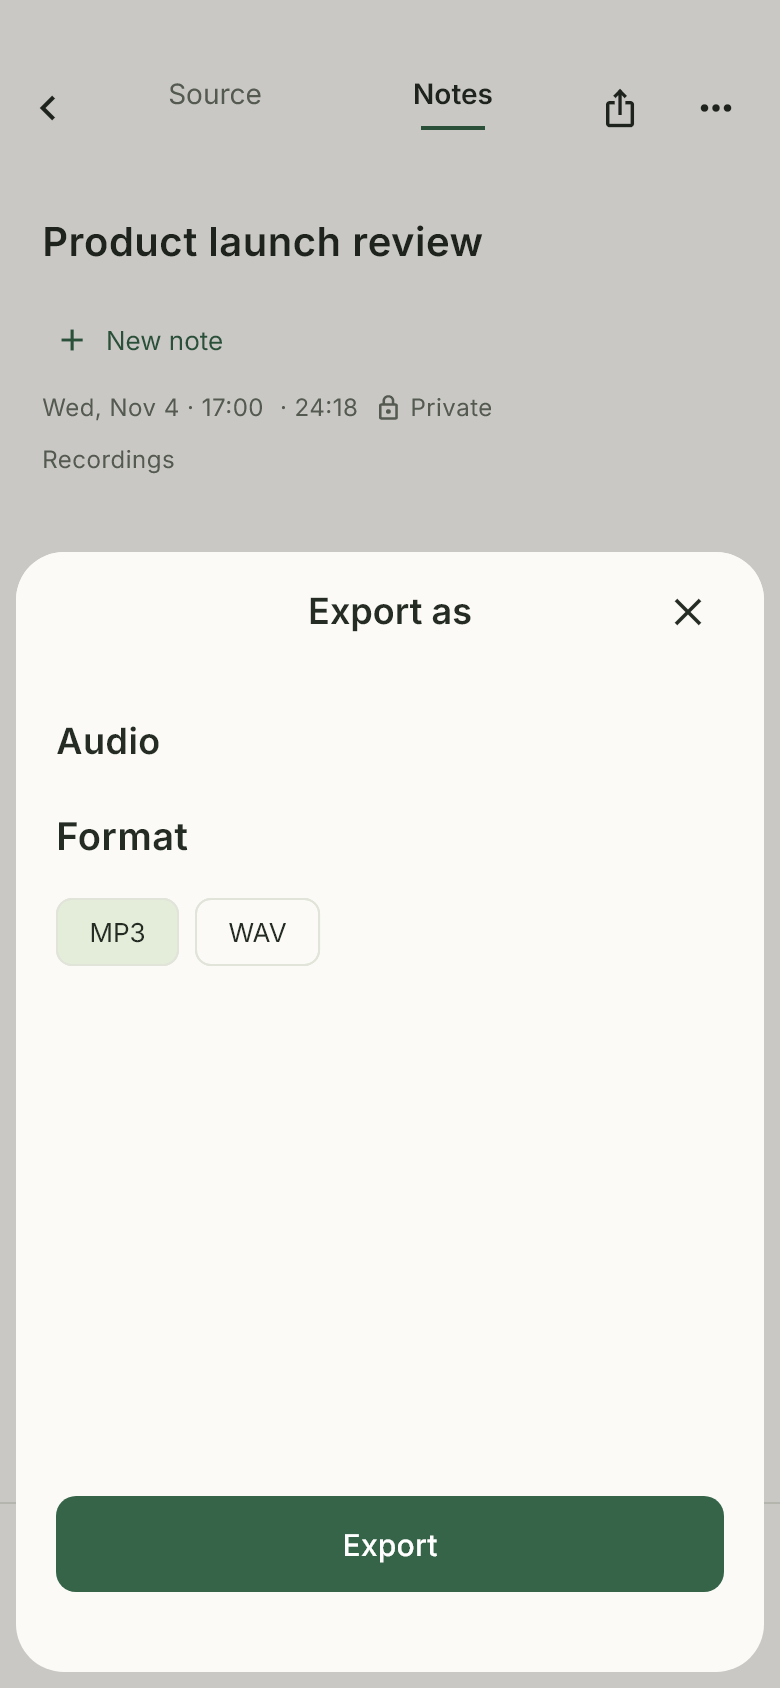 Source Notes
Product launch review
+ New note
Wed, Nov 4 · 17:00 · 24:18 Private
Recordings
Export as
Audio
Format
MP3 WAV
Export